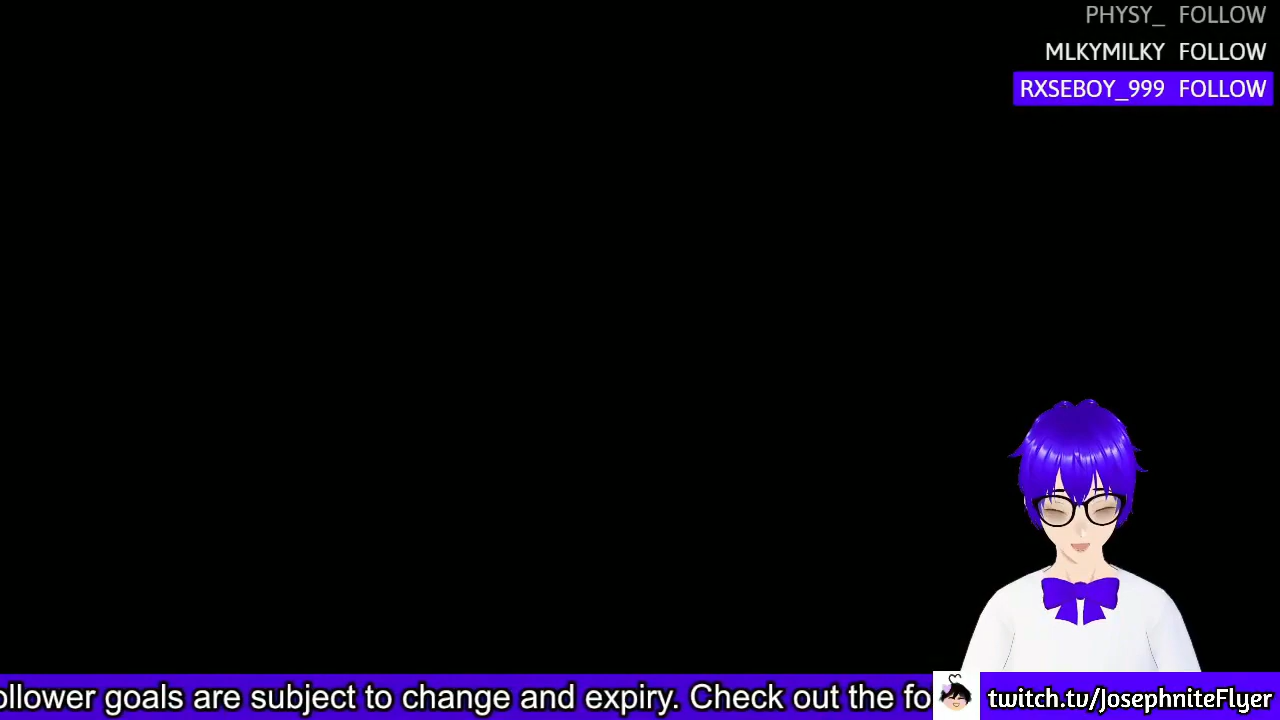 PHYSY_ FOLLOW
MLKYMILKY FOLLOW
RXSEBOY_999 FOLLOW
ollower goals are subject to change and expiry. Check out the fo
twitch.tv/JosephniteFlyer